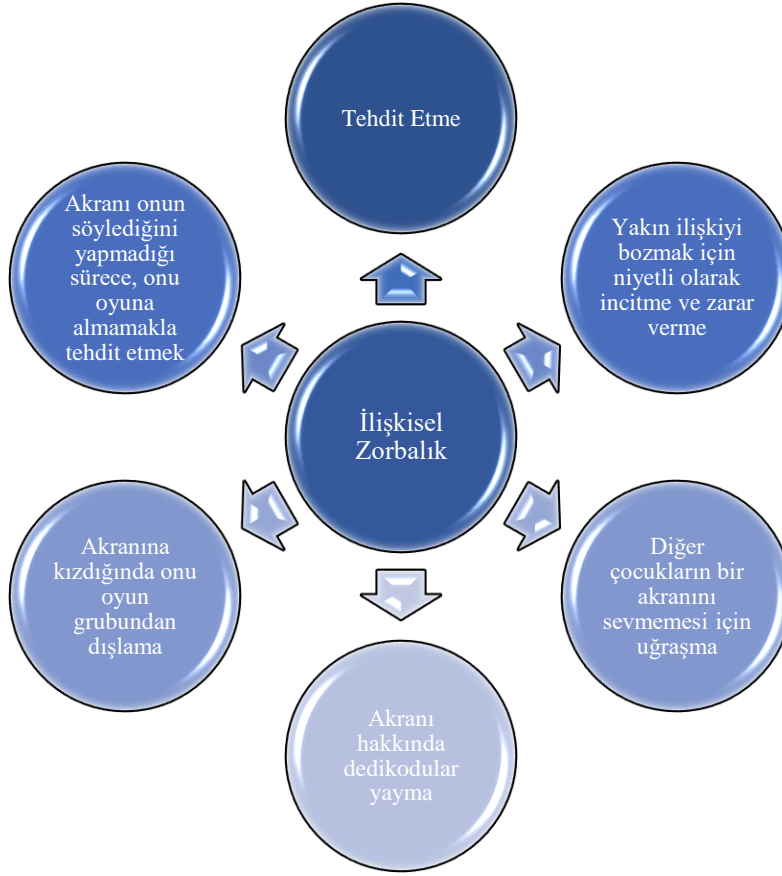 Tehdit Etme
Yakın ilişkiyi
bozmak için
niyetli olarak
incitme ve zarar
verme
Diğer
çocukların bir
akranını
sevmemesi için
uğraşma
Akranı
hakkında
dedikodular
yayma
Akranına
kızdığında onu
oyun
grubundan
dışlama
Akranı onun
söylediğini
yapmadığı
sürece, onu
oyuna
almamakla
tehdit etmek
İlişkisel
Zorbalık